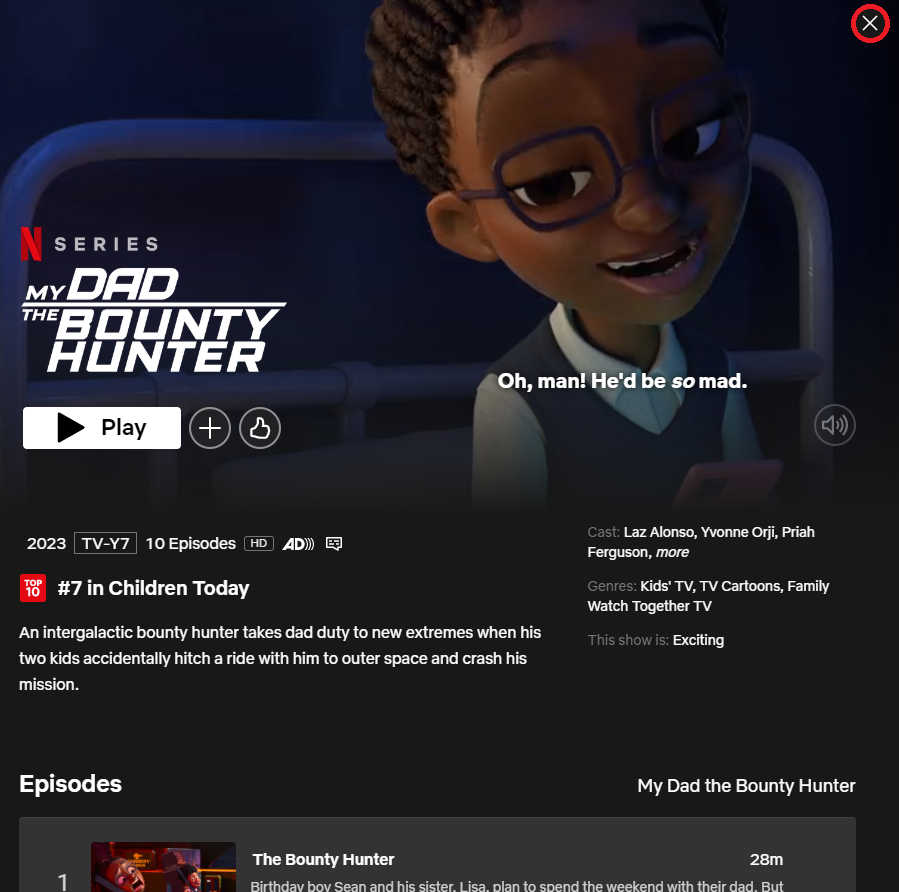 N SERIES
MY DAD
THE BOUNTY
HUNTER
Oh, man! He'd be so mad.
Play
2023 TV-Y7 10 Episodes HD AD)))
TOP 10 #7 in Children Today
An intergalactic bounty hunter takes dad duty to new extremes when his
two kids accidentally hitch a ride with him to outer space and crash his
mission.
Cast: Laz Alonso, Yvonne Orji, Priah
Ferguson, more
Genres: Kids' TV, TV Cartoons, Family
Watch Together TV
This show is: Exciting
Episodes
My Dad the Bounty Hunter
1
The Bounty Hunter 28m
Birthday boy Sean and his sister, Lisa, plan to spend the weekend with their dad. But